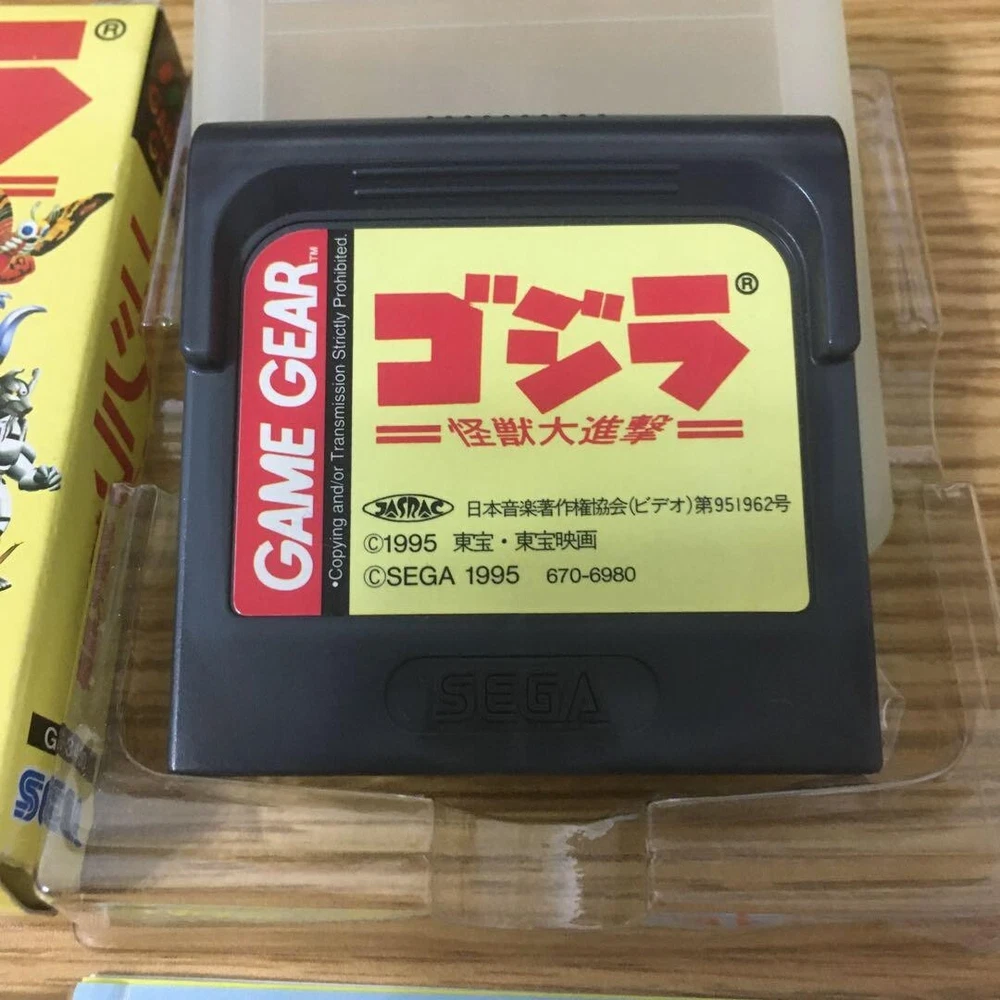 GAME GEAR™
•Copying and/or Transmission Strictly Prohibited.
ゴジラ®
怪獣大進撃
JASRAC 日本音楽著作権協会(ビデオ)第951962号
©1995 東宝・東宝映画
©SEGA 1995 670-6980
SEGA
®